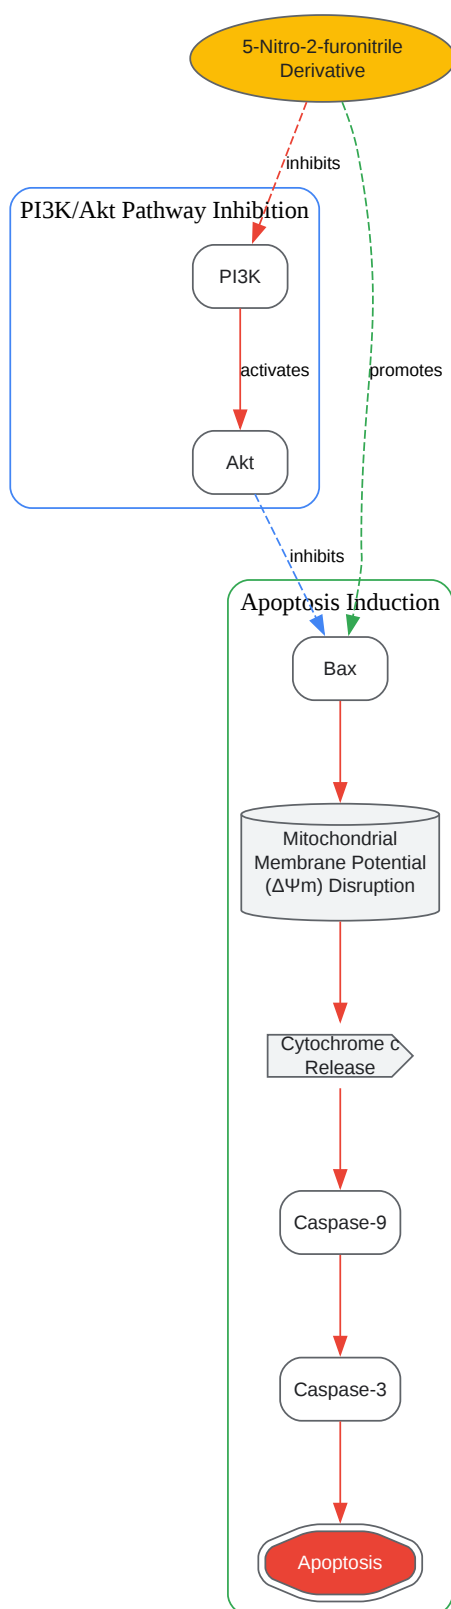 5-Nitro-2-furonitrile
Derivative
inhibits
PI3K/Akt Pathway Inhibition
PI3K
activates
promotes
Akt
inhibits
Apoptosis Induction
Bax
Mitochondrial
Membrane Potential
(ΔΨm) Disruption
Cytochrome c
Release
Caspase-9
Caspase-3
Apoptosis